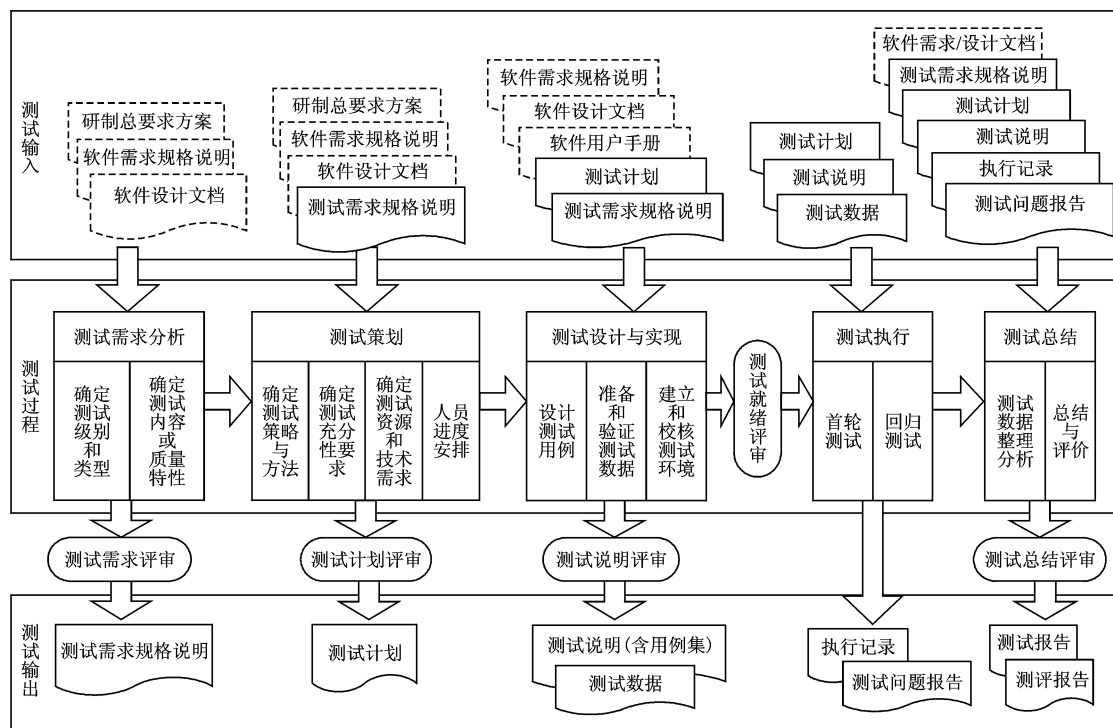 测试输入
研制总要求方案
软件需求规格说明
软件设计文档
研制总要求方案
软件需求规格说明
软件设计文档
测试需求规格说明
软件需求规格说明
软件设计文档
软件用户手册
测试计划
测试需求规格说明
测试计划
测试说明
测试数据
软件需求/设计文档
测试需求规格说明
测试计划
测试说明
执行记录
测试问题报告
测试过程
测试需求分析
确定测试级别和类型
确定测试内容或质量特性
测试策划
确定测试策略与方法
确定测试充分性要求
确定测试资源和技术需求
人员进度安排
测试设计与实现
设计测试用例
准备和验证测试数据
建立和校核测试环境
测试就绪评审
测试执行
首轮测试
回归测试
测试总结
测试数据整理分析
总结与评价
测试需求评审
测试计划评审
测试说明评审
测试总结评审
测试输出
测试需求规格说明
测试计划
测试说明(含用例集)
测试数据
执行记录
测试问题报告
测试报告
测评报告